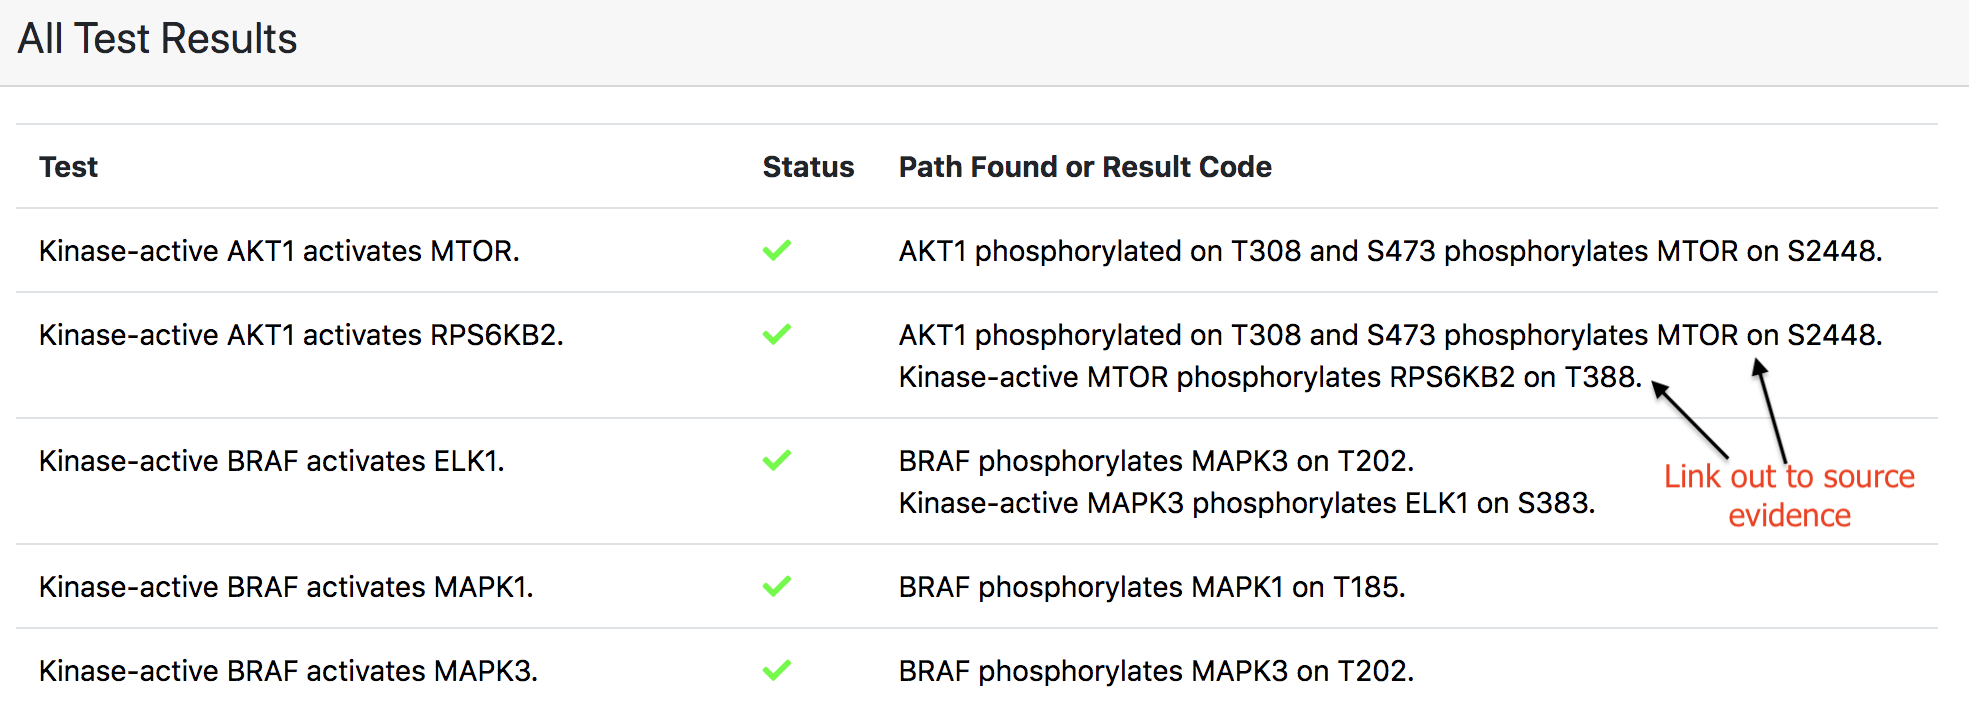 All Test Results
Test Status Path Found or Result Code
Kinase-active AKT1 activates MTOR. AKT1 phosphorylated on T308 and S473 phosphorylates MTOR on S2448.
Kinase-active AKT1 activates RPS6KB2. AKT1 phosphorylated on T308 and S473 phosphorylates MTOR on S2448.
Kinase-active MTOR phosphorylates RPS6KB2 on T388.
Kinase-active BRAF activates ELK1. BRAF phosphorylates MAPK3 on T202.
Kinase-active MAPK3 phosphorylates ELK1 on S383.
Link out to source
evidence
Kinase-active BRAF activates MAPK1. BRAF phosphorylates MAPK1 on T185.
Kinase-active BRAF activates MAPK3. BRAF phosphorylates MAPK3 on T202.